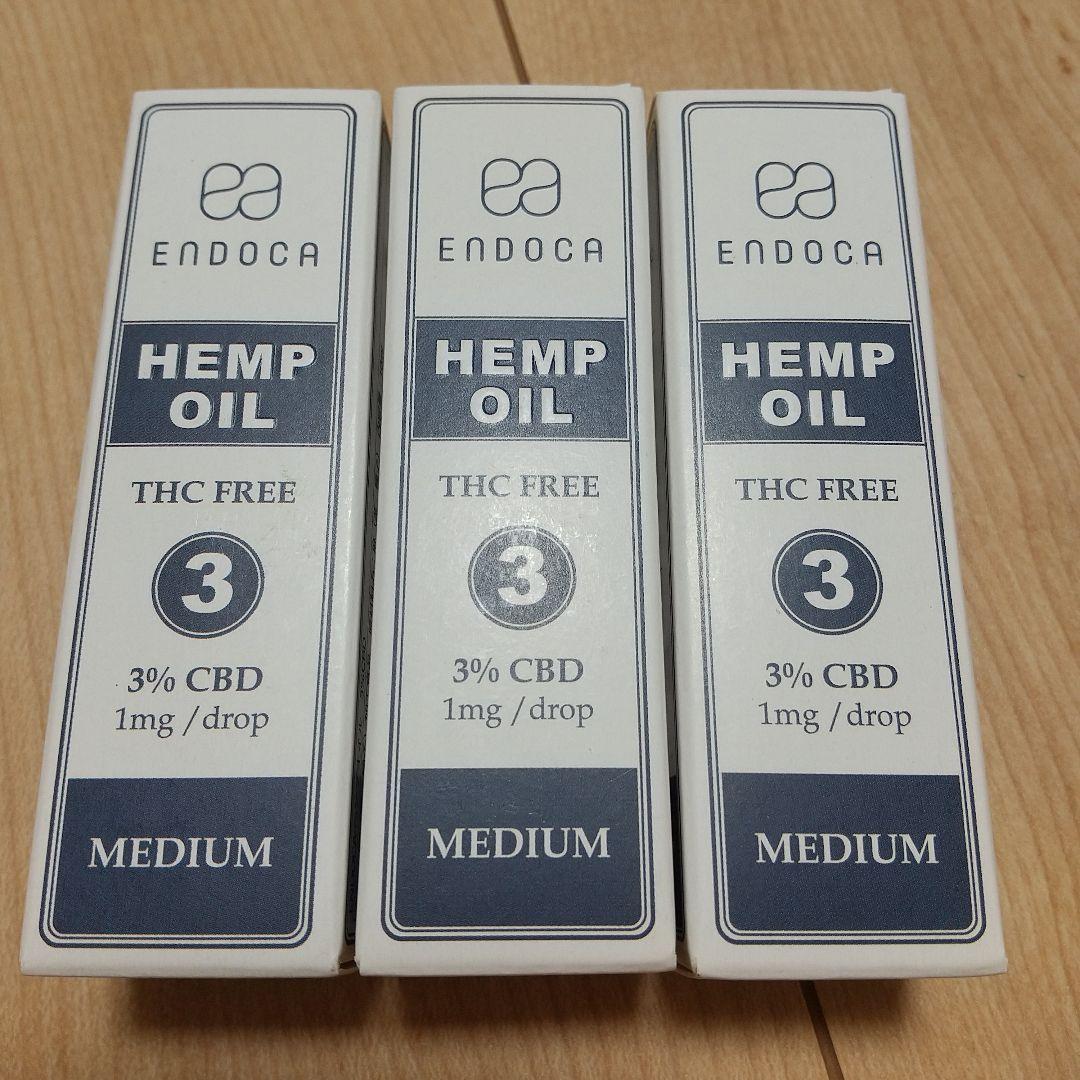 ENDOCA
HEMP
OIL
THC FREE
3
3% CBD
1mg /drop
MEDIUM
ENDOCA
HEMP
OIL
THC FREE
3
3% CBD
1mg /drop
MEDIUM
ENDOCA
HEMP
OIL
THC FREE
3
3% CBD
1mg /drop
MEDIUM